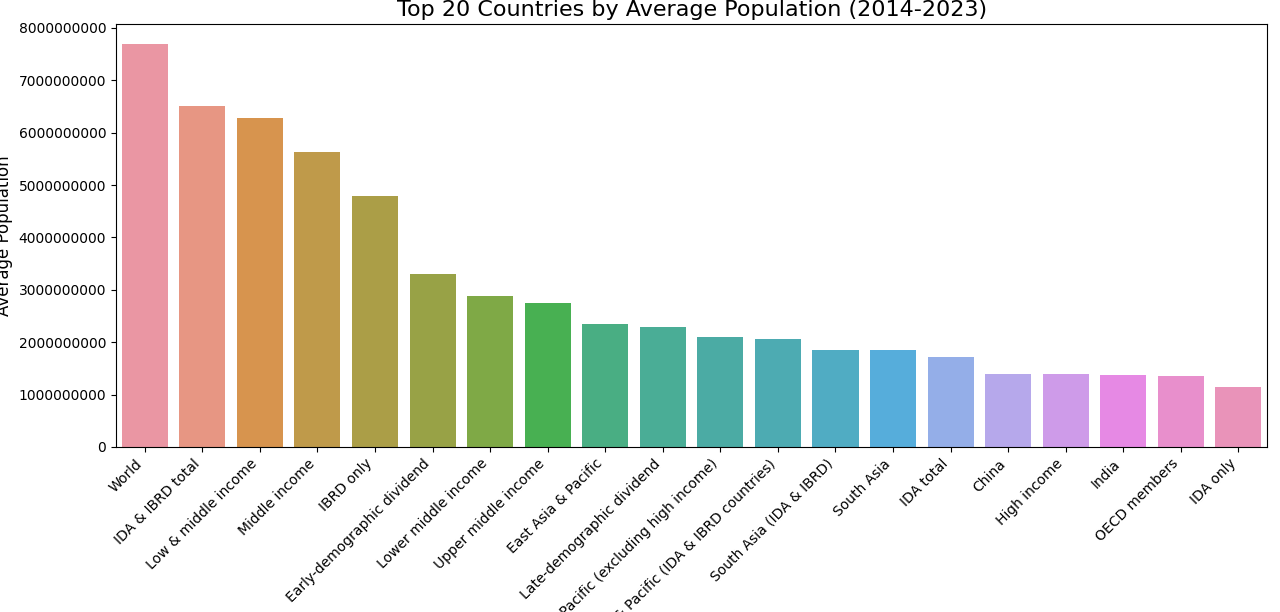 Top 20 Countries by Average Population (2014-2023)
Average Population
8000000000
7000000000
6000000000
5000000000
4000000000
3000000000
2000000000
1000000000
0
World
IDA & IBRD total
Low & middle income
Middle income
IBRD only
Early-demographic dividend
Lower middle income
Upper middle income
East Asia & Pacific
Late-demographic dividend
Pacific (excluding high income)
& Pacific (IDA & IBRD countries)
South Asia (IDA & IBRD)
South Asia
IDA total
China
High income
India
OECD members
IDA only